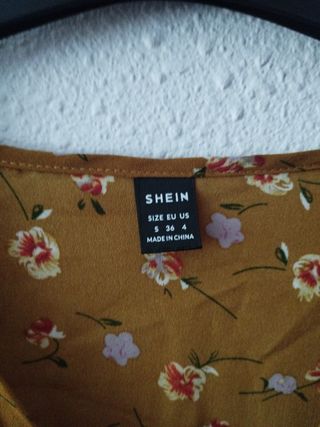 SHEIN
SIZE EU US
S 36 4
MADE IN CHINA